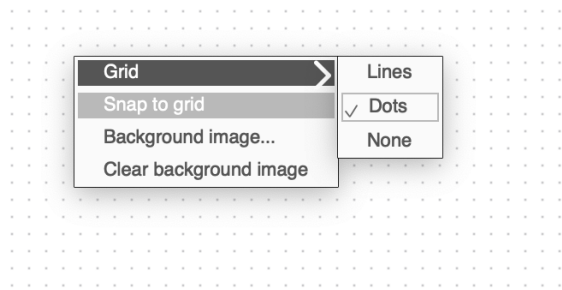 Grid
Snap to grid
Background image...
Clear background image
Lines
Dots
None